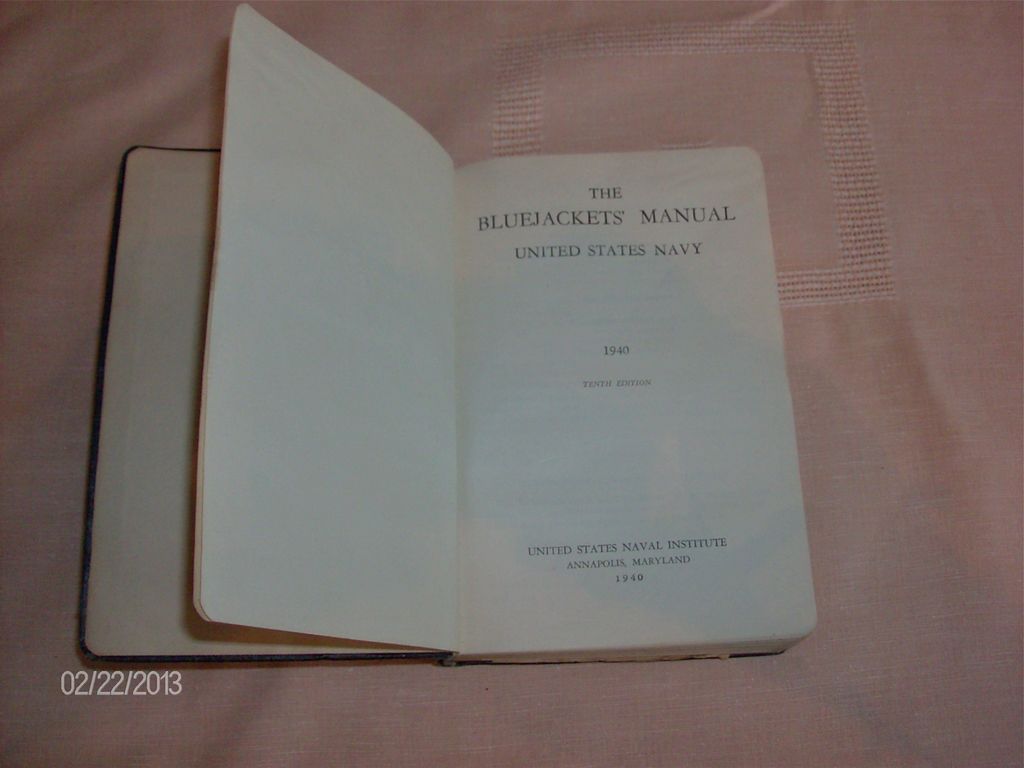 THE
BLUEJACKETS' MANUAL
UNITED STATES NAVY
1940
TENTH EDITION
UNITED STATES NAVAL INSTITUTE
ANNAPOLIS, MARYLAND
1940
02/22/2013